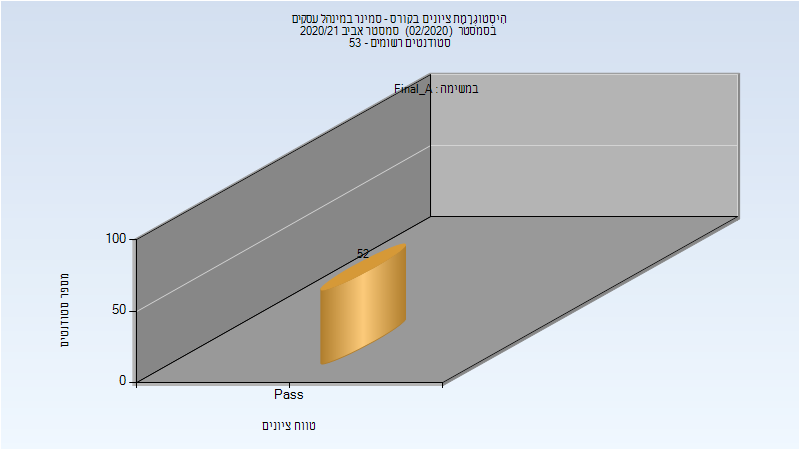 היסטוגרמת ציונים בקורס - סמינר במינהל עסקים
בסמסטר (02/2020) סמסטר אביב 2020/21
סטודנטים רשומים - 53
במשימה : Final_A
100
50
0
52
מספר סטודנטים
Pass
טווח ציונים